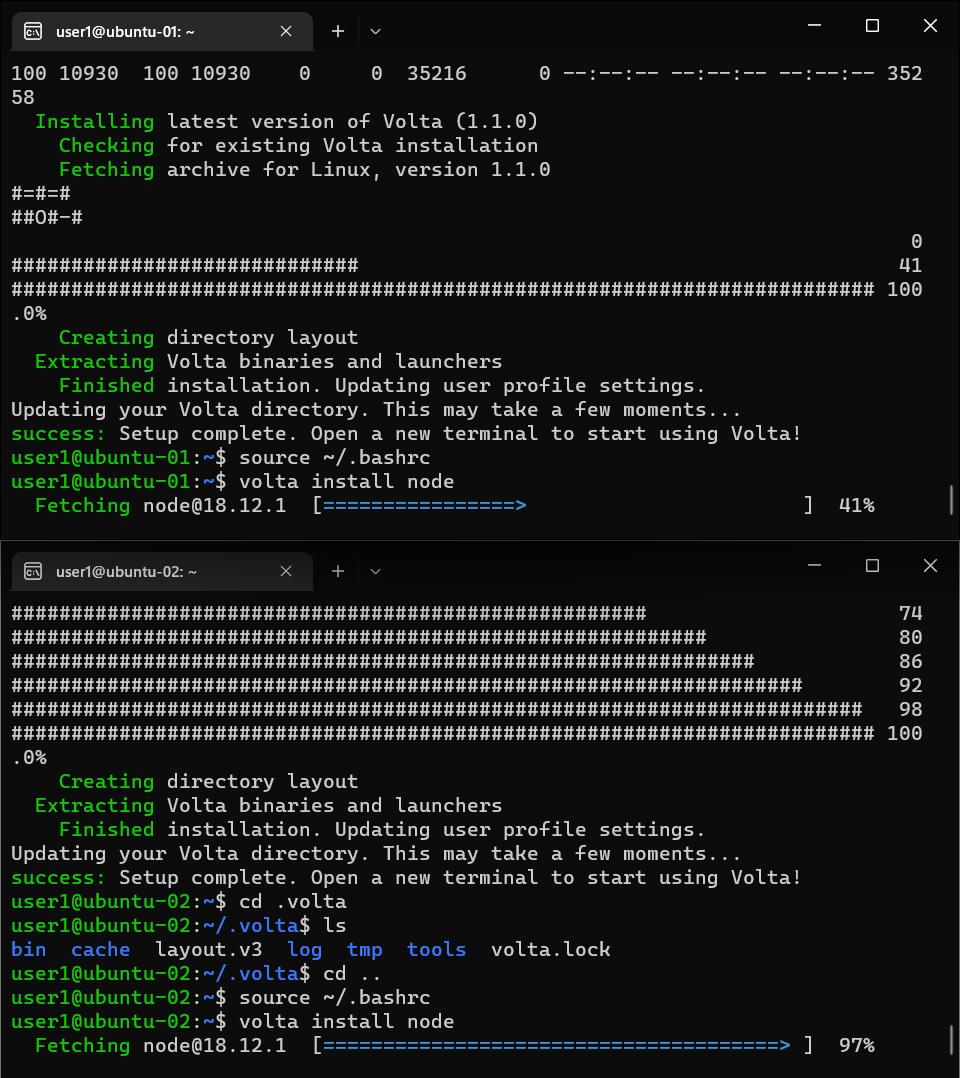 user1@ubuntu-01: ~
100 10930  100 10930    0     0  35216      0 --:--:-- --:--:-- --:--:-- 352
58
  Installing latest version of Volta (1.1.0)
    Checking for existing Volta installation
    Fetching archive for Linux, version 1.1.0
#=#=#
##O#-#
                                                                           0
#############################                                             41
######################################################################## 100
.0%
    Creating directory layout
  Extracting Volta binaries and launchers
    Finished installation. Updating user profile settings.
Updating your Volta directory. This may take a few moments...
success: Setup complete. Open a new terminal to start using Volta!
user1@ubuntu-01:~$ source ~/.bashrc
user1@ubuntu-01:~$ volta install node
  Fetching node@18.12.1  [================>                       ]  41%
user1@ubuntu-02: ~
#####################################################                     74
##########################################################                80
##############################################################            86
##################################################################        92
#######################################################################   98
######################################################################## 100
.0%
    Creating directory layout
  Extracting Volta binaries and launchers
    Finished installation. Updating user profile settings.
Updating your Volta directory. This may take a few moments...
success: Setup complete. Open a new terminal to start using Volta!
user1@ubuntu-02:~$ cd .volta
user1@ubuntu-02:~/.volta$ ls
bin  cache  layout.v3  log  tmp  tools  volta.lock
user1@ubuntu-02:~/.volta$ cd ..
user1@ubuntu-02:~$ source ~/.bashrc
user1@ubuntu-02:~$ volta install node
  Fetching node@18.12.1  [======================================> ]  97%